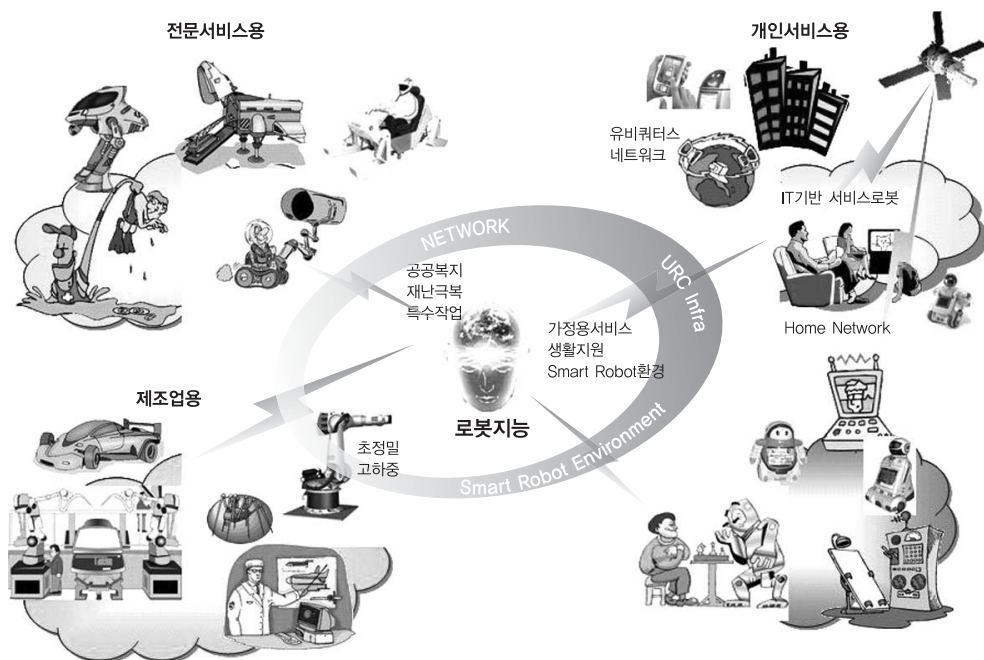 전문서비스용
개인서비스용
유비쿼터스
네트워크
IT기반 서비스로봇
NETWORK
URC Infra
공공복지
재난극복
특수작업
가정용서비스
생활지원
Smart Robot환경
Home Network
제조업용
로봇지능
초정밀
고하중
Smart Robot Environment